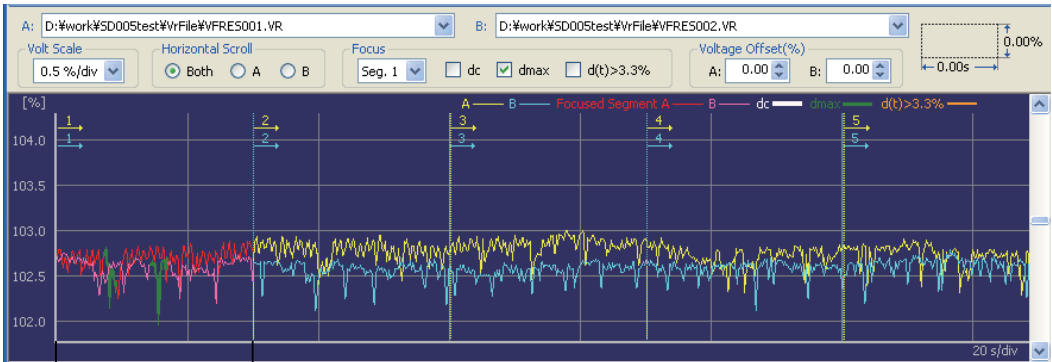 A: D:¥work¥SD005test¥VrFile¥VFRES001.VR B: D:¥work¥SD005test¥VrFile¥VFRES002.VR
Volt Scale Horizontal Scroll Focus Voltage Offset(%) 0.00%
0.5 %/div Both A B Seg. 1 dc dmax d(t)>3.3% A: 0.00 B: 0.00 0.00s
[%] A B Focused Segment A B dc dmax d(t)>3.3%
1 2 3 4 5
1 2 3 4 5
104.0
103.5
103.0
102.5
102.0
20 s/div